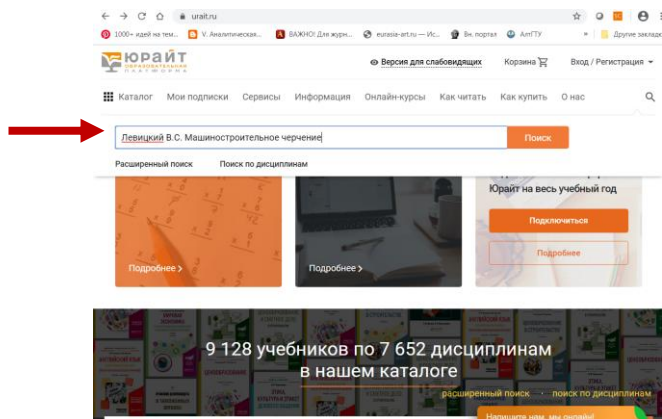 urait.ru
1000+ идей на тем... V. Аналитическая... ВАЖНО! Для журн... eurasia-art.ru — Ис... Вн. портал АлтГТУ » Другие заклад
юрайт
ОБРАЗОВАТЕЛЬНАЯ
ПЛАТФОРМА
Версия для слабовидящих Корзина Вход / Регистрация
Каталог Мои подписки Сервисы Информация Онлайн-курсы Как читать Как купить О нас
Левицкий В.С. Машиностроительное черчение Поиск
Расширенный поиск Поиск по дисциплинам
Юрайт на весь учебный год
Подключиться
Подробнее
Подробнее > Подробнее >
9 128 учебников по 7 652 дисциплинам
в нашем каталоге
расширенный поиск поиск по дисциплинам
Напишите нам, мы онлайн!